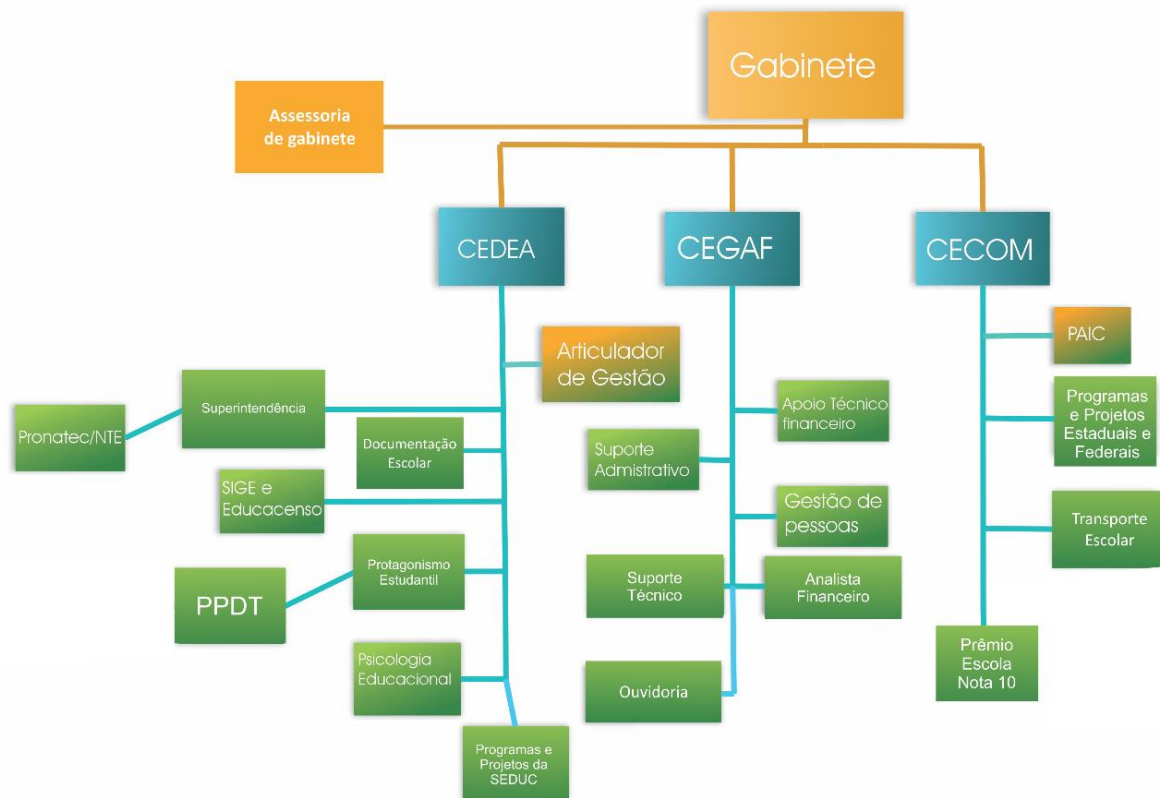 Gabinete
Assessoria
de gabinete
CEDEA
CEGAF
CECOM
Articulador
de Gestão
PAIC
Superintendência
Pronatec/NTE
Documentação
Escolar
SIGE e
Educacenso
Protagonismo
Estudantil
PPDT
Psicologia
Educacional
Programas e
Projetos da
SEDUC
Apoio Técnico
financeiro
Suporte
Admistrativo
Gestão de
pessoas
Suporte
Técnico
Analista
Financeiro
Ouvidoria
Programas
e Projetos
Estaduais e
Federais
Transporte
Escolar
Prêmio
Escola
Nota 10